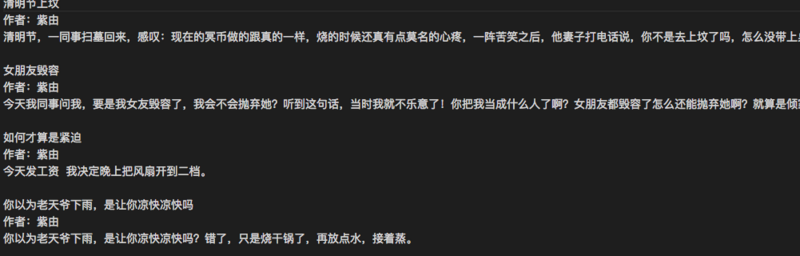 清明节上坟
作者：紫由
清明节，一同事扫墓回来，感叹：现在的冥币做的跟真的一样，烧的时候还真有点莫名的心疼，一阵苦笑之后，他妻子打电话说，你不是去上坟了吗，怎么没带上
女朋友毁容
作者：紫由
今天我同事问我，要是我女友毁容了，我会不会抛弃她？听到这句话，当时我就不乐意了！你把我当成什么人了啊？女朋友都毁容了怎么还能抛弃她啊？就算是倾
如何才算是紧迫
作者：紫由
今天发工资 我决定晚上把风扇开到二档。
你以为老天爷下雨，是让你凉快凉快吗
作者：紫由
你以为老天爷下雨，是让你凉快凉快吗？错了，只是烧干锅了，再放点水，接着蒸。